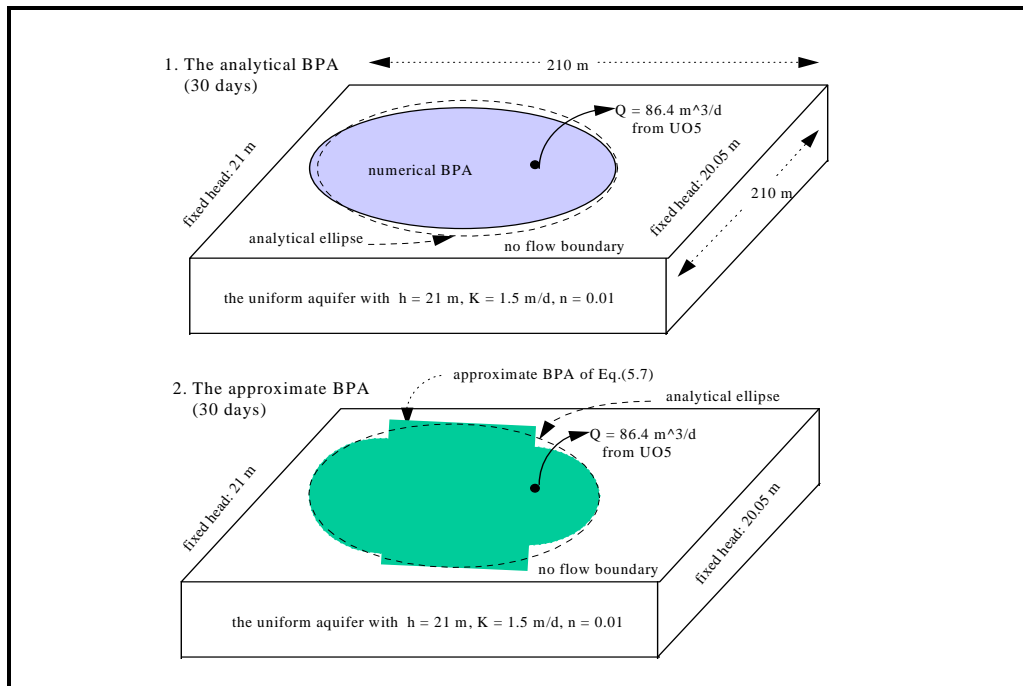 1. The analytical BPA
(30 days)
210 m
Q = 86.4 m^3/d
from UO5
fixed head: 21 m
numerical BPA
fixed head: 20.05 m
210 m
analytical ellipse
no flow boundary
the uniform aquifer with h = 21 m, K = 1.5 m/d, n = 0.01
approximate BPA of Eq.(5.7)
2. The approximate BPA
(30 days)
analytical ellipse
Q = 86.4 m^3/d
from UO5
fixed head: 21 m
fixed head: 20.05 m
no flow boundary
the uniform aquifer with h = 21 m, K = 1.5 m/d, n = 0.01